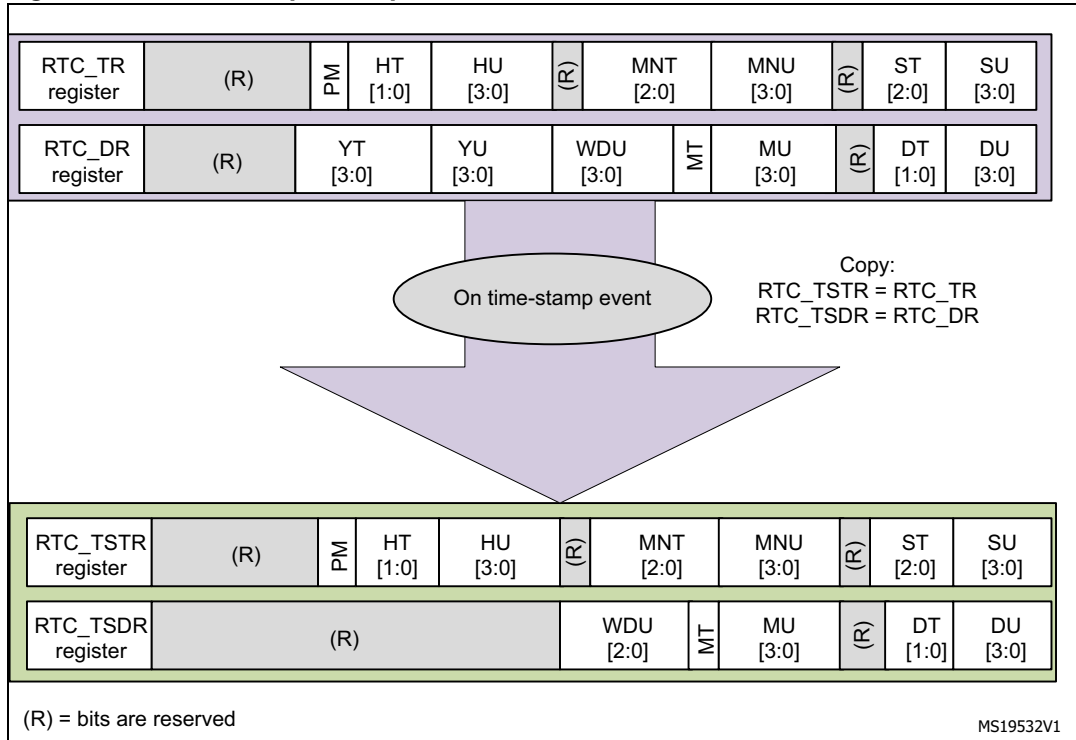 RTC_TR
register
(R)
PM
HT
[1:0]
HU
[3:0]
(R)
MNT
[2:0]
MNU
[3:0]
(R)
ST
[2:0]
SU
[3:0]
RTC_DR
register
(R)
YT
[3:0]
YU
[3:0]
WDU
[3:0]
MT
MU
[3:0]
(R)
DT
[1:0]
DU
[3:0]
On time-stamp event
Copy:
RTC_TSTR = RTC_TR
RTC_TSDR = RTC_DR
RTC_TSTR
register
(R)
PM
HT
[1:0]
HU
[3:0]
(R)
MNT
[2:0]
MNU
[3:0]
(R)
ST
[2:0]
SU
[3:0]
RTC_TSDR
register
(R)
WDU
[2:0]
MT
MU
[3:0]
(R)
DT
[1:0]
DU
[3:0]
(R) = bits are reserved
MS19532V1